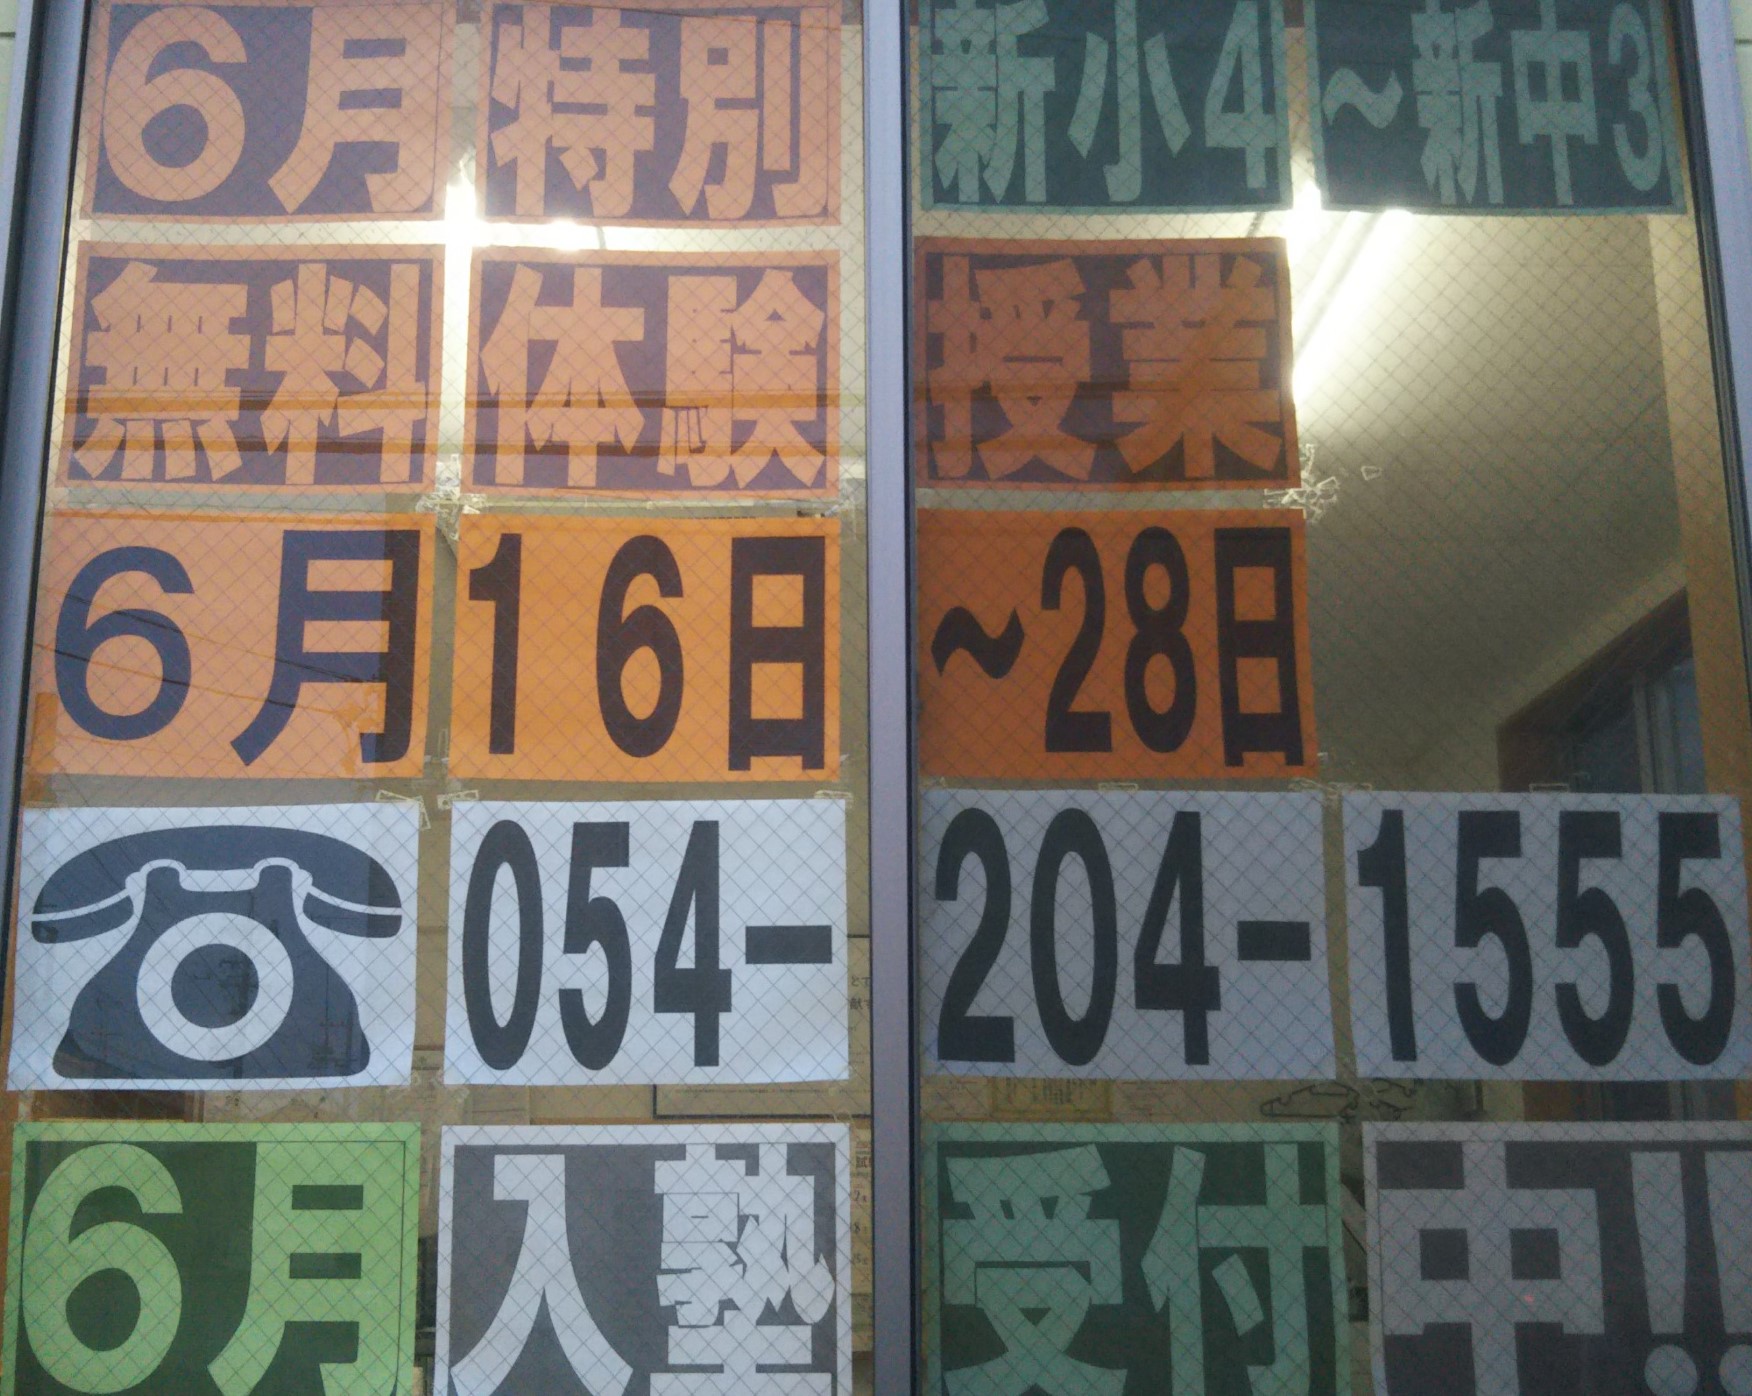 6月特別 新小4~新中3
無料体験授業
6月16日~28日
054-204-1555
6月入塾受付中!!